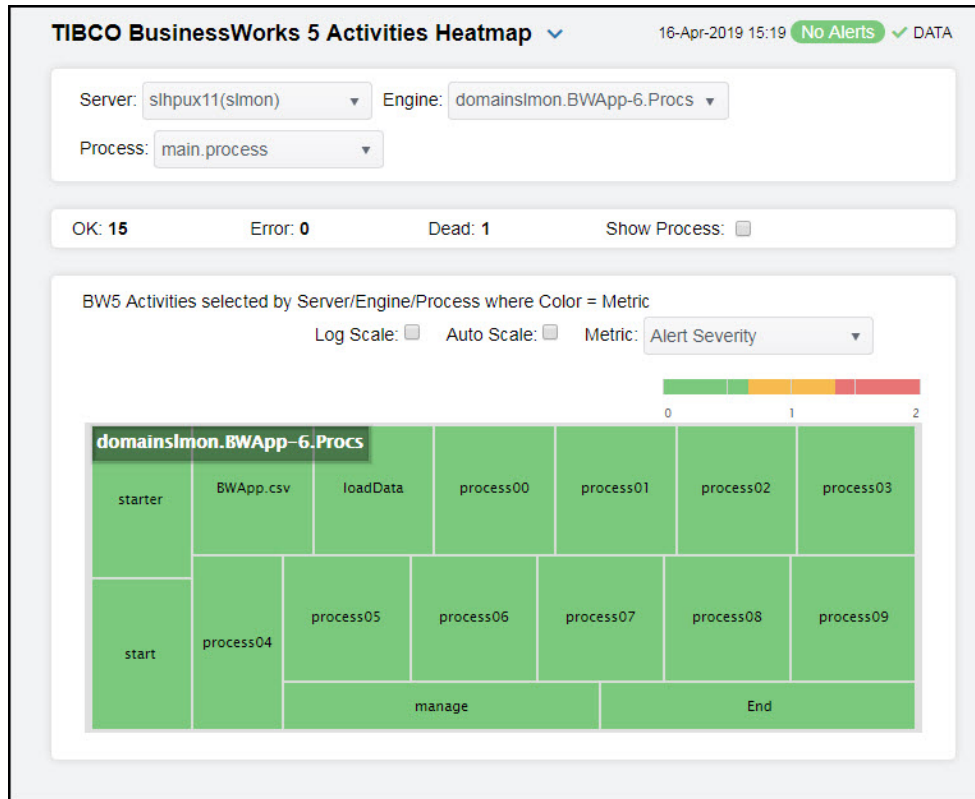 TIBCO BusinessWorks 5 Activities Heatmap
16-Apr-2019 15:19 No Alerts DATA
Server: slhpux11(slmon) Engine: domainslmon.BWApp-6.Procs
Process: main.process
OK: 15 Error: 0 Dead: 1 Show Process:
BW5 Activities selected by Server/Engine/Process where Color = Metric
Log Scale: Auto Scale: Metric: Alert Severity
0 1 2
domainslmon.BWApp-6.Procs
starter BWApp.csv loadData process00 process01 process02 process03
start process04 process05 process06 process07 process08 process09
manage End